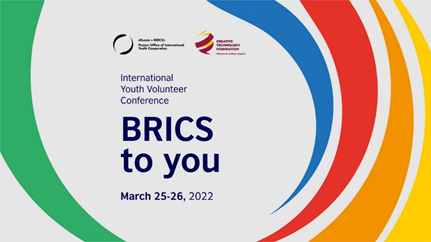 «Russia – BRICS»
Project Office of International
Youth Cooperation
CREATIVE
TECHNOLOGY
FOUNDATION
International
Youth Volunteer
Conference
BRICS
to you
March 25-26, 2022